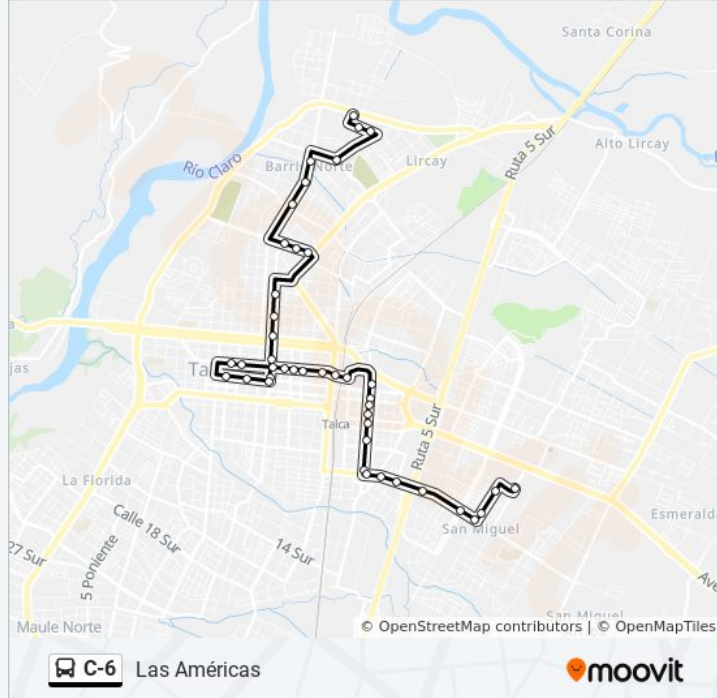 Santa Corina
Ruta 5 Sur
Alto Lircay
Río Claro
Barrio Norte
Lircay
Ta
Talca
Ruta 5 Sur
La Florida
Calle 18 Sur
San Miguel
Esmeralda
27 Sur
5 Poniente
14 Sur
Ave
Maule Norte
San Miguel
© OpenStreetMap contributors | © OpenMapTiles
C-6 Las Américas
moovit